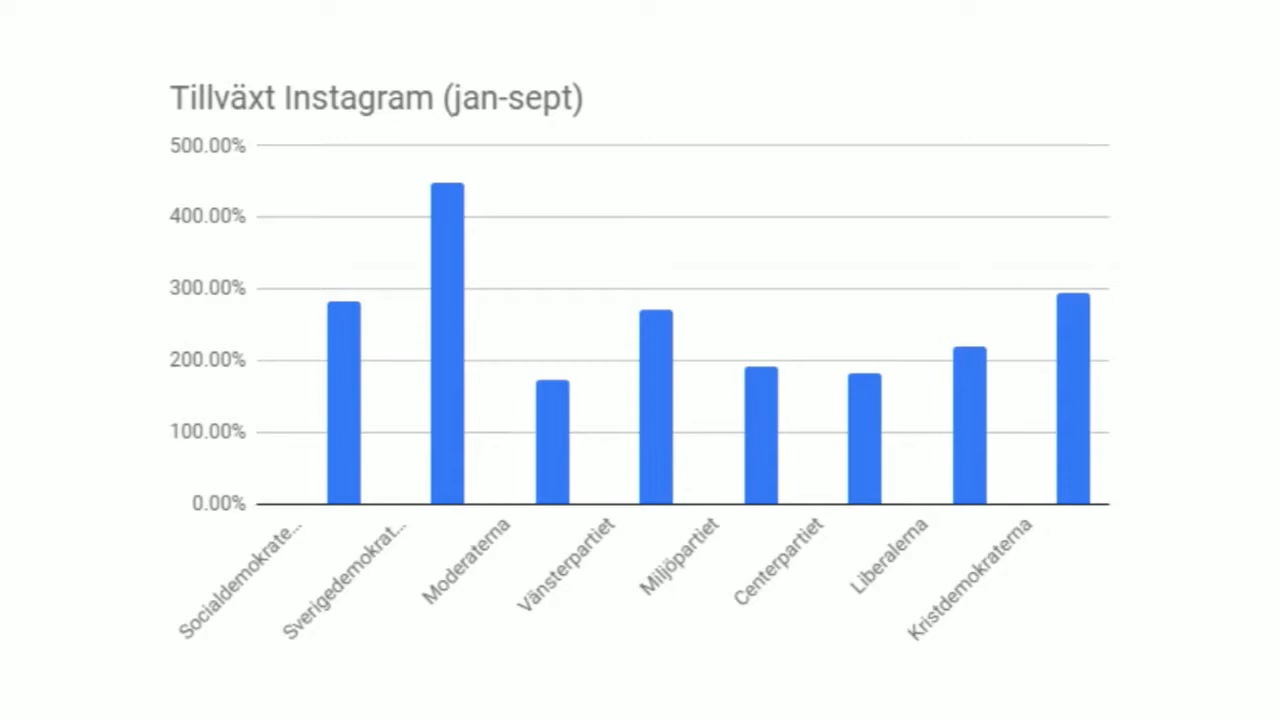 Tillväxt Instagram (jan-sept)
500.00%
400.00%
300.00%
200.00%
100.00%
0.00%
Socialdemokrate...
Sverigedemokrat...
Moderaterna
Vänsterpartiet
Miljöpartiet
Centerpartiet
Liberalerna
Kristdemokraterna